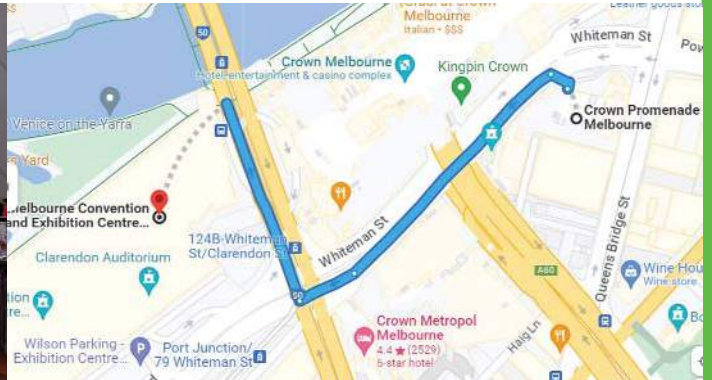 Crown Melbourne
Hotel, entertainment & casino complex
Melbourne
Italian • $$$
Whiteman St
Kingpin Crown
Crown Promenade
Melbourne
Venice on the Yarra
Yard
Melbourne Convention
and Exhibition Centre...
Clarendon Auditorium
124B-Whiteman
St/Clarendon St
Whiteman St
50
50
A60
Queens Bridge St
Wine
Wine store
Crown Metropol
Melbourne
4.4 ★ (2529)
5-star hotel
Haig Ln
Wilson Parking -
Exhibition Centre...
Port Junction/
79 Whiteman St